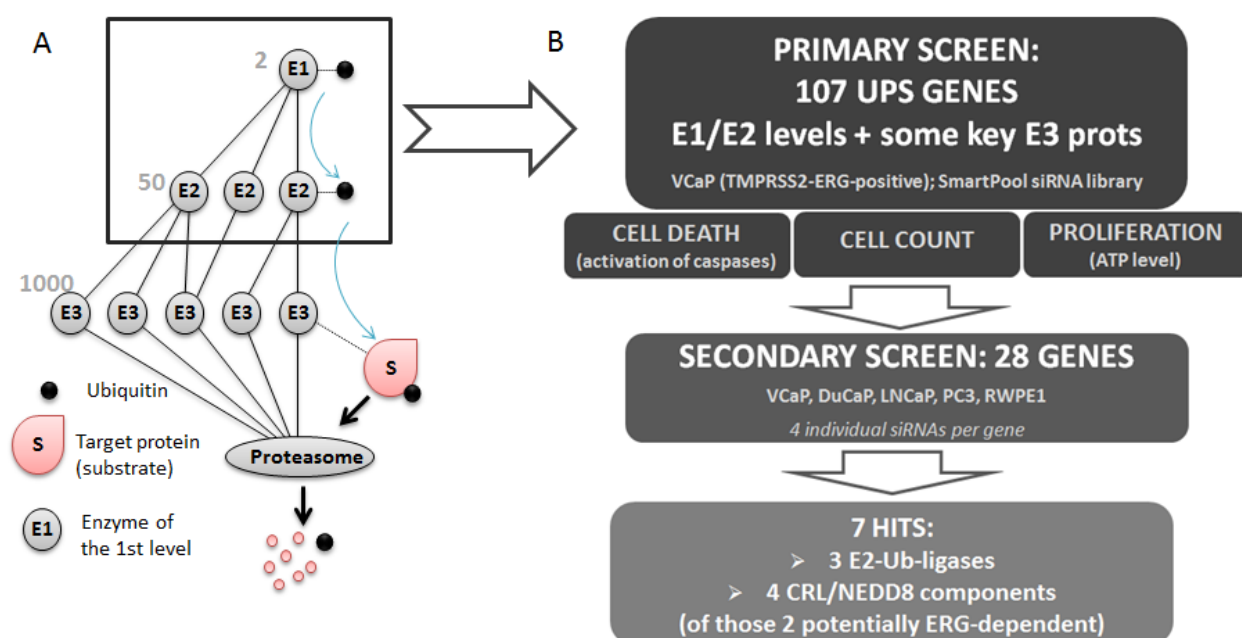 A
2
E1
50
E2
E2
E2
1000
E3
E3
E3
E3
E3
S
Ubiquitin
S
Target protein
(substrate)
Proteasome
E1
Enzyme of
the 1st level
B
PRIMARY SCREEN:
107 UPS GENES
E1/E2 levels + some key E3 prots
VCaP (TMPRSS2-ERG-positive); SmartPool siRNA library
CELL DEATH
(activation of caspases)
CELL COUNT
PROLIFERATION
(ATP level)
SECONDARY SCREEN: 28 GENES
VCaP, DuCaP, LNCaP, PC3, RWPE1
4 individual siRNAs per gene
7 HITS:
➢ 3 E2-Ub-ligases
➢ 4 CRL/NEDD8 components
(of those 2 potentially ERG-dependent)